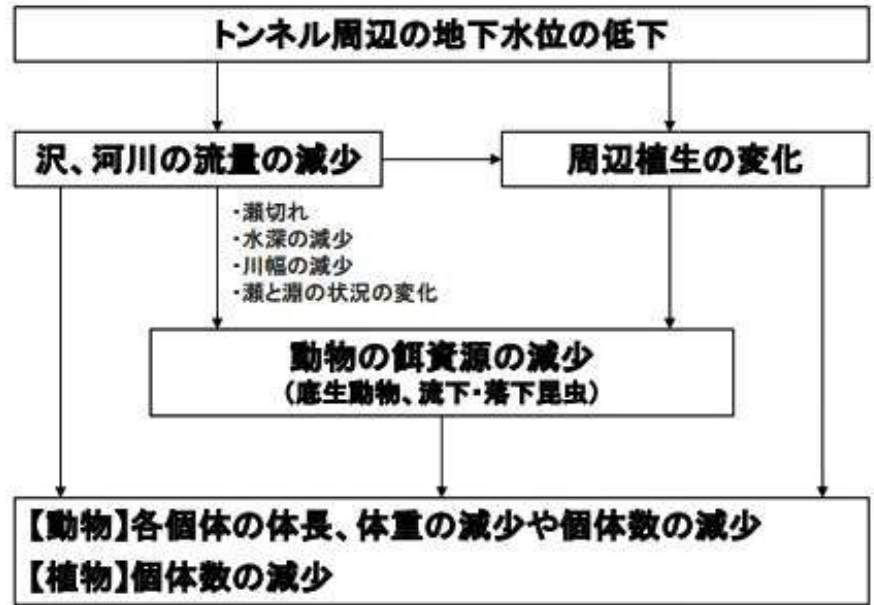 トンネル周辺の地下水位の低下
沢、河川の流量の減少
周辺植生の変化
・瀬切れ
・水深の減少
・川幅の減少
・瀬と淵の状況の変化
動物の餌資源の減少
(底生動物、流下・落下昆虫)
【動物】各個体の体長、体重の減少や個体数の減少
【植物】個体数の減少